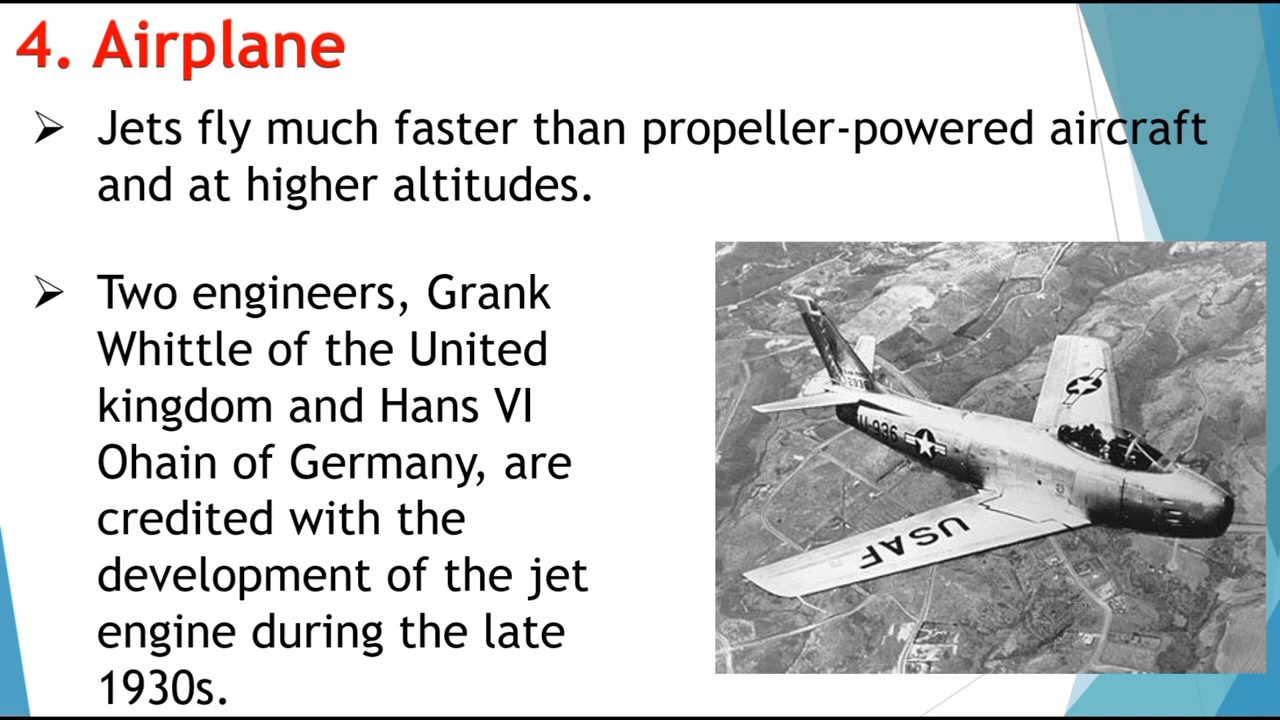 4. Airplane
➢ Jets fly much faster than propeller-powered aircraft
and at higher altitudes.
➢ Two engineers, Grank
Whittle of the United
kingdom and Hans VI
Ohain of Germany, are
credited with the
development of the jet
engine during the late
1930s.
U-936
USAF